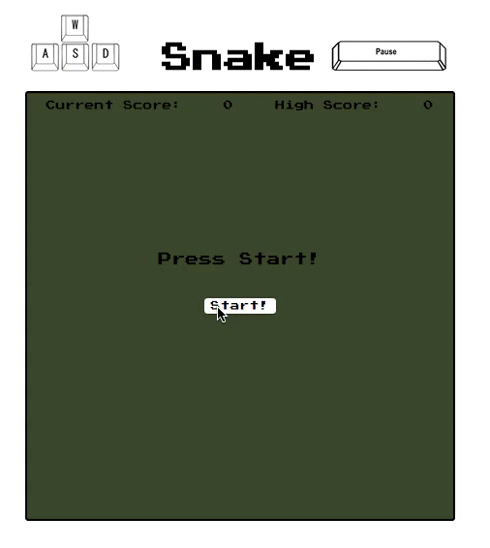 W
A S D
Snake
Pause
Current Score: 0 High Score: 0
Press Start!
Start!